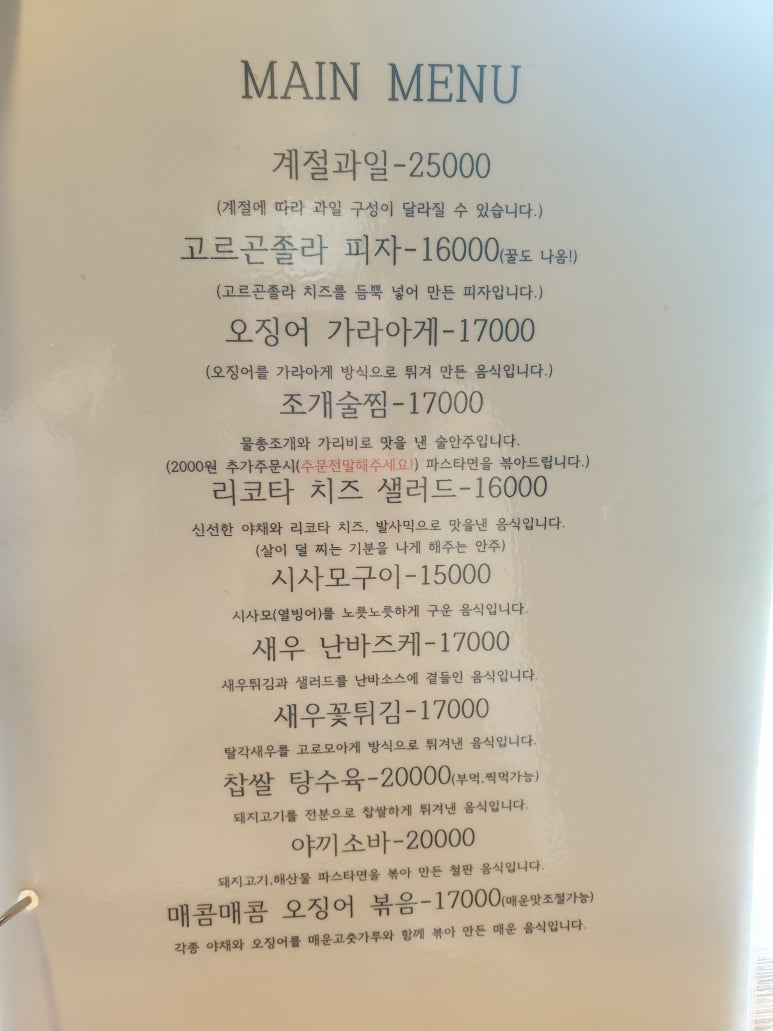 MAIN MENU
계절과일-25000
(계절에 따라 과일 구성이 달라질 수 있습니다.)
고르곤졸라 피자-16000(꿀도 나옴!)
(고르곤졸라 치즈를 듬뿍 넣어 만든 피자입니다.)
오징어 가라아게-17000
(오징어를 가라아게 방식으로 튀겨 만든 음식입니다.)
조개술찜-17000
물총조개와 가리비로 맛을 낸 술안주입니다.
(2000원 추가주문시(주문전말해주세요!) 파스타면을 볶아드립니다.)
리코타 치즈 샐러드-16000
신선한 야채와 리코타 치즈, 발사믹으로 맛을낸 음식입니다.
(살이 덜 찌는 기분을 나게 해주는 안주)
시사모구이-15000
시사모(열빙어)를 노릇노릇하게 구운 음식입니다.
새우 난바즈케-17000
새우튀김과 샐러드를 난바소스에 곁들인 음식입니다.
새우꽃튀김-17000
탈각새우를 고로모아게 방식으로 튀겨낸 음식입니다.
찹쌀 탕수육-20000(부먹,찍먹가능)
돼지고기를 전분으로 찹쌀하게 튀겨낸 음식입니다.
야끼소바-20000
돼지고기,해산물 파스타면을 볶아 만든 철판 음식입니다.
매콤매콤 오징어 볶음-17000(매운맛조절가능)
각종 야채와 오징어를 매운고춧가루와 함께 볶아 만든 매운 음식입니다.